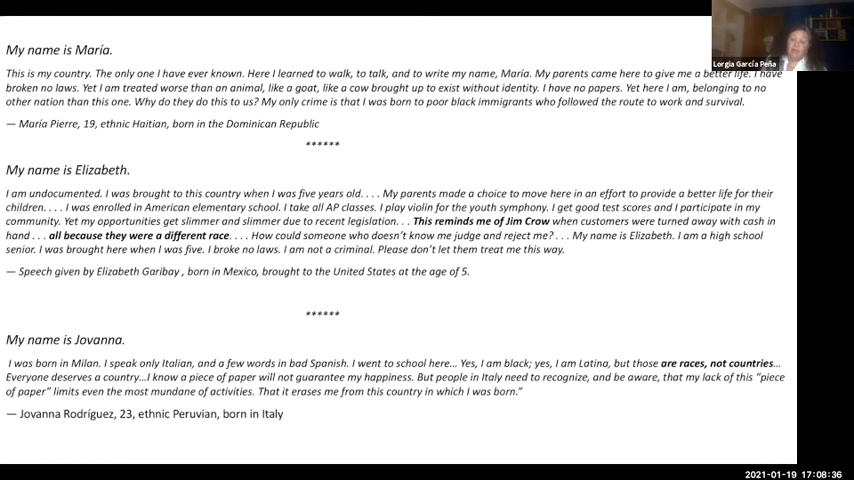 My name is María.
Lorgia García Peña
This is my country. The only one I have ever known. Here I learned to walk, to talk, and to write my name, María. My parents came here to give me a better life. I have
broken no laws. Yet I am treated worse than an animal, like a goat, like a cow brought up to exist without identity. I have no papers. Yet here I am, belonging to no
other nation than this one. Why do they do this to us? My only crime is that I was born to poor black immigrants who followed the route to work and survival.
— María Pierre, 19, ethnic Haitian, born in the Dominican Republic
******
My name is Elizabeth.
I am undocumented. I was brought to this country when I was five years old. . . . My parents made a choice to move here in an effort to provide a better life for their
children. . . . I was enrolled in American elementary school. I take all AP classes. I play violin for the youth symphony. I get good test scores and I participate in my
community. Yet my opportunities get slimmer and slimmer due to recent legislation. . . This reminds me of Jim Crow when customers were turned away with cash in
hand . . . all because they were a different race. . . . How could someone who doesn't know me judge and reject me? . . . My name is Elizabeth. I am a high school
senior. I was brought here when I was five. I broke no laws. I am not a criminal. Please don't let them treat me this way.
— Speech given by Elizabeth Garibay , born in Mexico, brought to the United States at the age of 5.
******
My name is Jovanna.
I was born in Milan. I speak only Italian, and a few words in bad Spanish. I went to school here… Yes, I am black; yes, I am Latina, but those are races, not countries…
Everyone deserves a country…I know a piece of paper will not guarantee my happiness. But people in Italy need to recognize, and be aware, that my lack of this “piece
of paper” limits even the most mundane of activities. That it erases me from this country in which I was born.”
— Jovanna Rodríguez, 23, ethnic Peruvian, born in Italy
2021-01-19 17:08:36